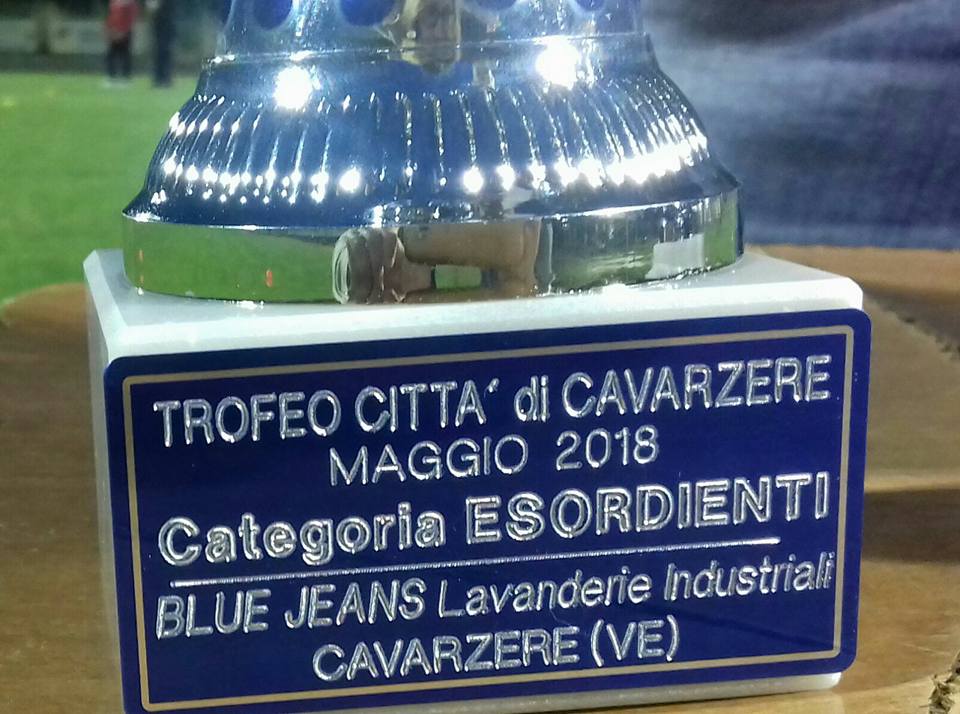 TROFEO CITTA´ di CAVARZERE
MAGGIO 2018
Categoria ESORDIENTI
BLUE JEANS Lavanderie Industriali
CAVARZERE (VE)